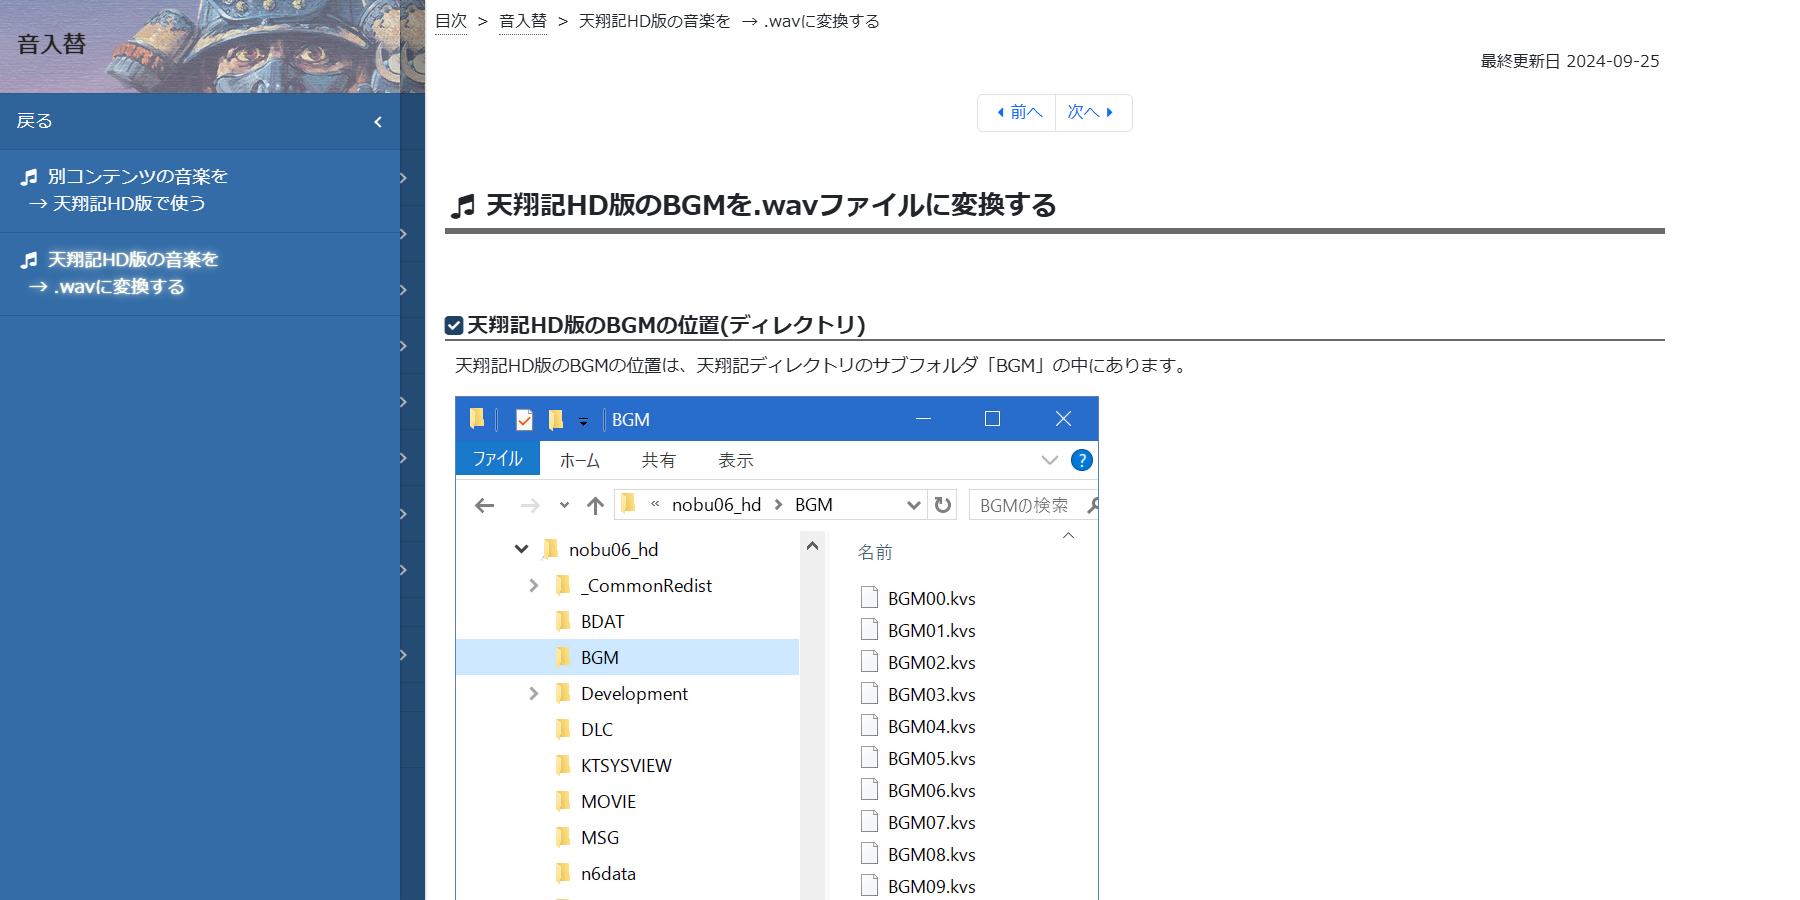 音入替
戻る
別コンテンツの音楽を
→ 天翔記HD版で使う
天翔記HD版の音楽を
→ .wavに変換する
目次 > 音入替 > 天翔記HD版の音楽を → .wavに変換する
最終更新日 2024-09-25
前へ 次へ
天翔記HD版のBGMを.wavファイルに変換する
天翔記HD版のBGMの位置(ディレクトリ)
天翔記HD版のBGMの位置は、天翔記ディレクトリのサブフォルダ「BGM」の中にあります。
BGM
ファイル ホーム 共有 表示
« nobu06_hd > BGM BGMの検索
nobu06_hd
_CommonRedist
BDAT
BGM
Development
DLC
KTSYSVIEW
MOVIE
MSG
n6data
名前
BGM00.kvs
BGM01.kvs
BGM02.kvs
BGM03.kvs
BGM04.kvs
BGM05.kvs
BGM06.kvs
BGM07.kvs
BGM08.kvs
BGM09.kvs